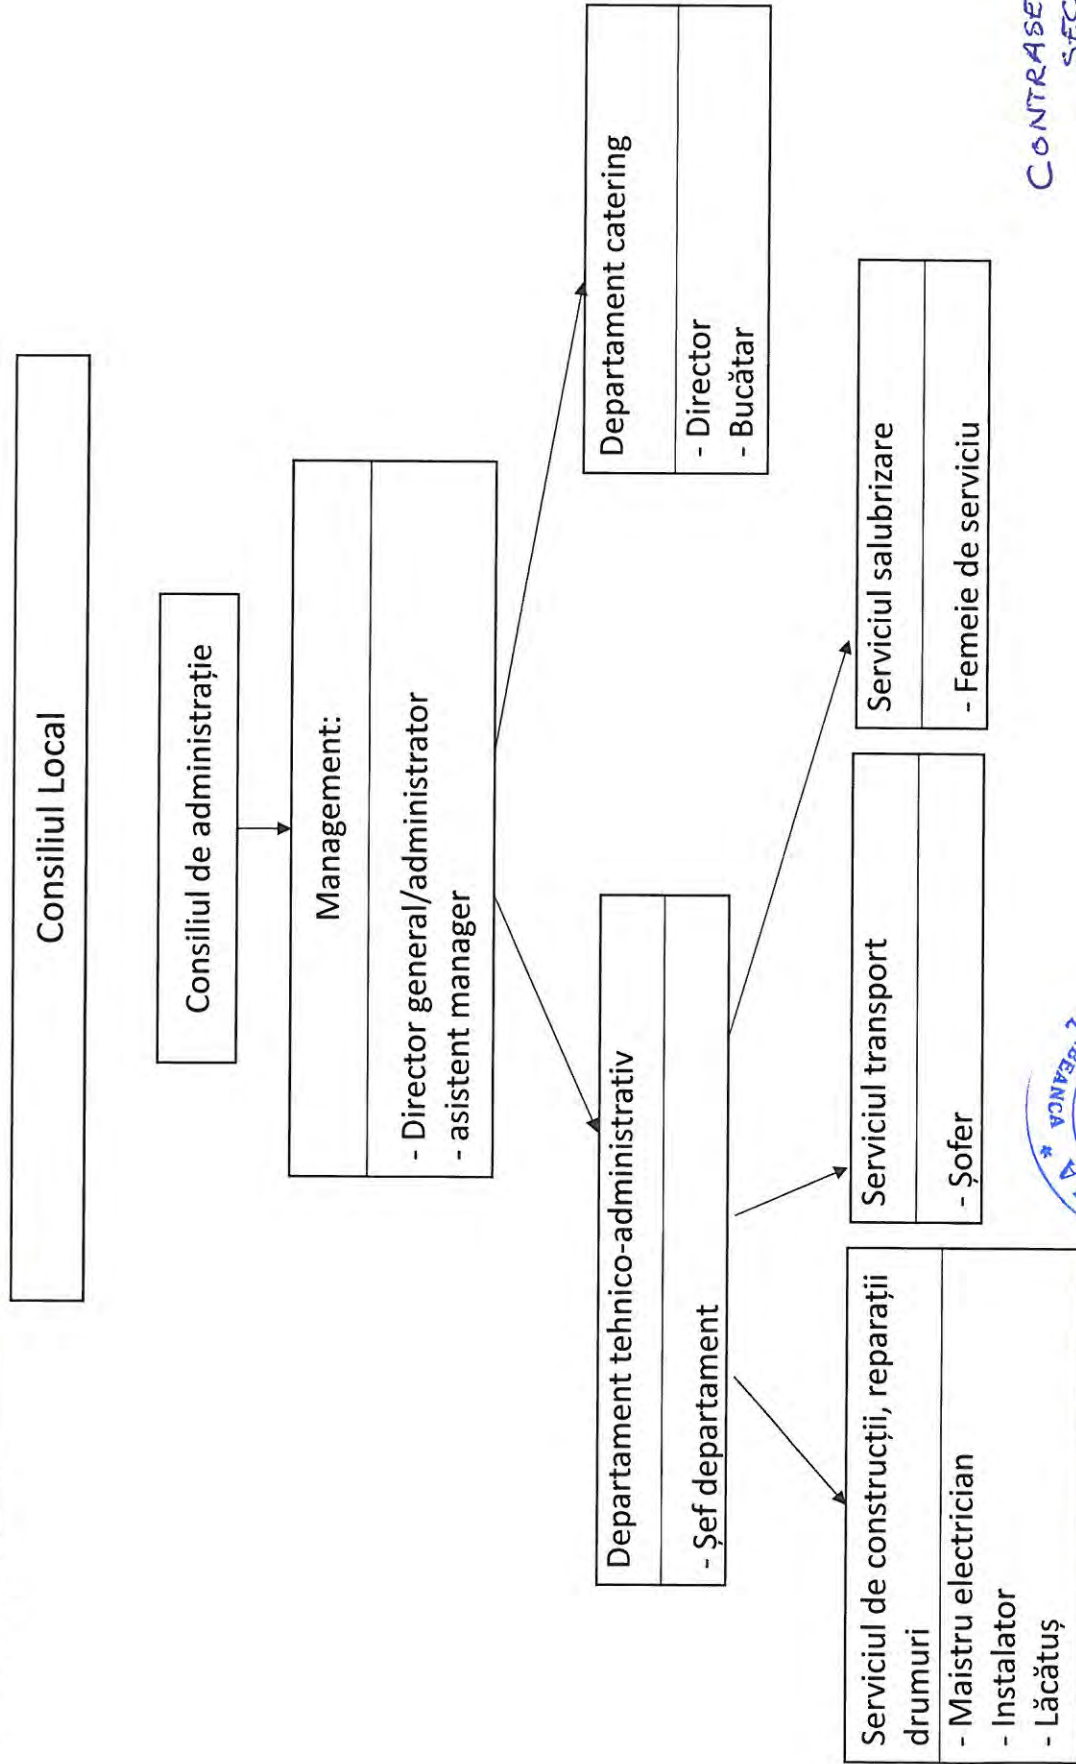 Consiliul Local
Consiliul de administrație
Management:
- Director general/administrator
- asistent manager
Departament tehnico-administrativ
- Șef departament
Departament catering
- Director
- Bucătar
Serviciul de construcții, reparații
drumuri
- Maistru electrician
- Instalator
- Lăcătuș
Serviciul transport
- Șofer
Serviciul salubrizare
- Femeie de serviciu